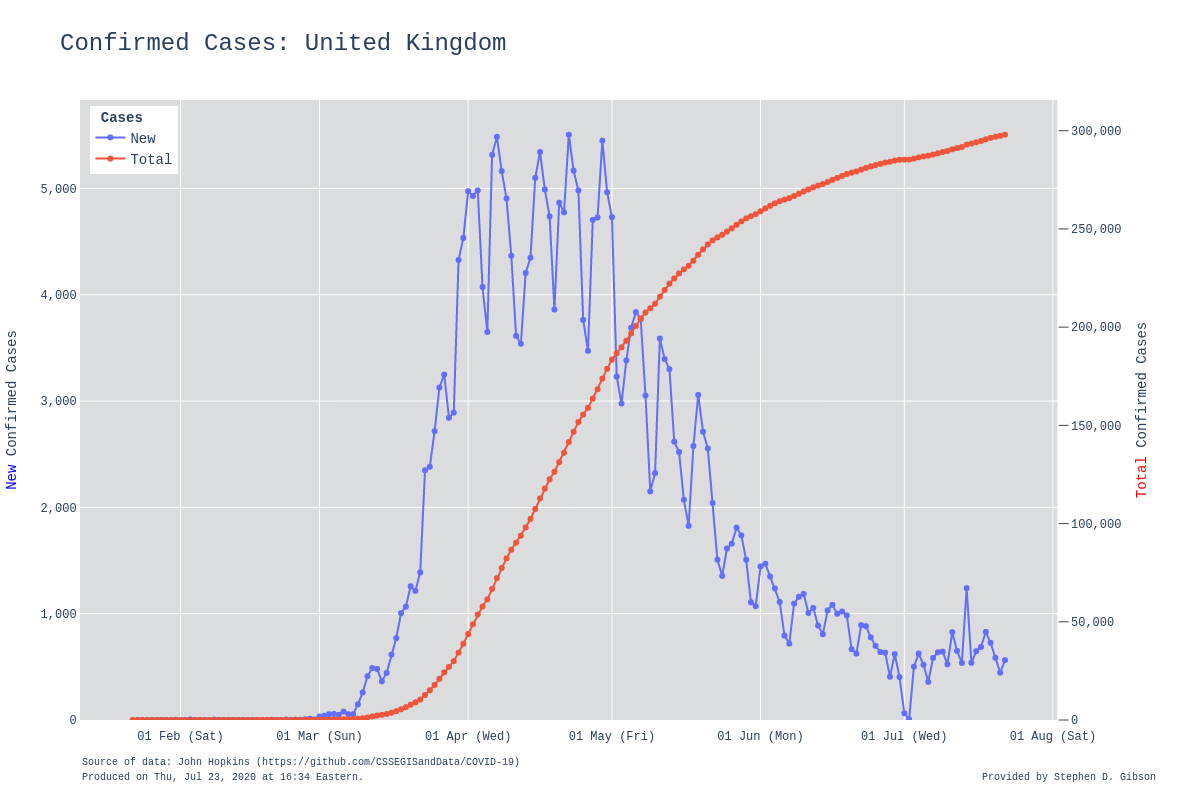 Confirmed Cases: United Kingdom
Cases
New
Total
5,000
4,000
3,000
2,000
1,000
0
New Confirmed Cases
300,000
250,000
200,000
150,000
100,000
50,000
0
Total Confirmed Cases
01 Feb (Sat) 01 Mar (Sun) 01 Apr (Wed) 01 May (Fri) 01 Jun (Mon) 01 Jul (Wed) 01 Aug (Sat)
Source of data: John Hopkins (https://github.com/CSSEGISandData/COVID-19)
Produced on Thu, Jul 23, 2020 at 16:34 Eastern.
Provided by Stephen D. Gibson